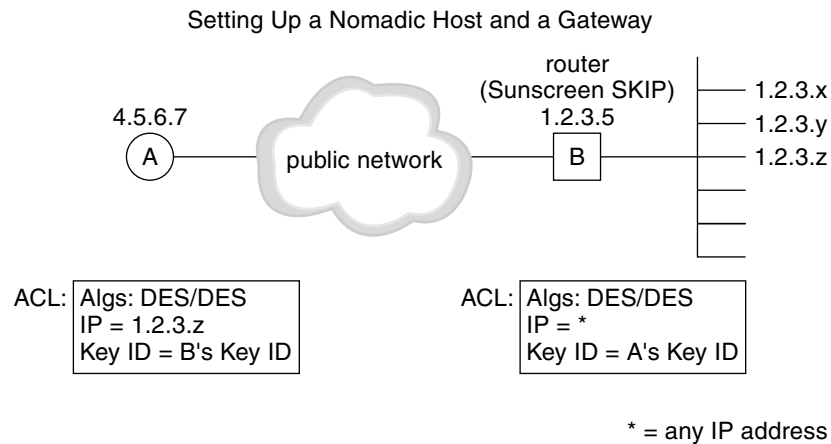 Setting Up a Nomadic Host and a Gateway
router
(Sunscreen SKIP)
4.5.6.7
1.2.3.5
A
public network
B
1.2.3.x
1.2.3.y
1.2.3.z
ACL:
Algs: DES/DES
IP = 1.2.3.z
Key ID = B's Key ID
ACL:
Algs: DES/DES
IP = *
Key ID = A's Key ID
* = any IP address